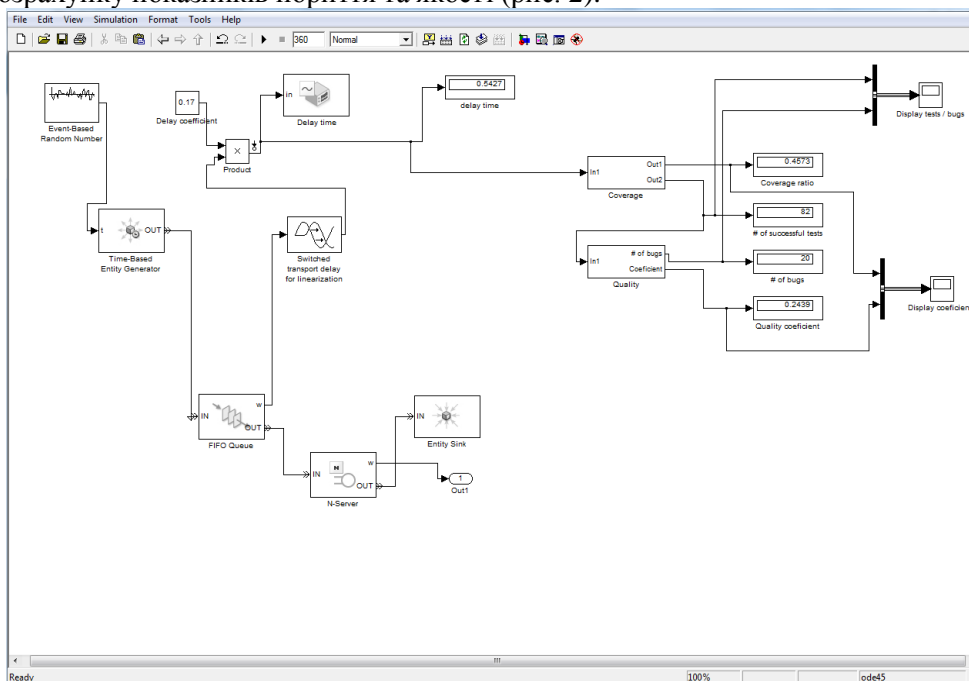 озрахунку показників покриття та якості (рис. 2).
File Edit View Simulation Format Tools Help
360 Normal
Event-Based
Random Number
0.17
Delay coefficient
in
Delay time
0.5427
delay time
Product
Display tests / bugs
In1
Out1
Out2
Coverage
0.4573
Coverage ratio
82
# of successful tests
In1
# of bugs
Coeficient
Quality
20
# of bugs
0.2439
Quality coeficient
Display coeficien
t
OUT
Time-Based
Entity Generator
Switched
transport delay
for linearization
IN
w
OUT
FIFO Queue
IN
Entity Sink
IN
N
w
OUT
N-Server
1
Out1
Ready
100%
ode45